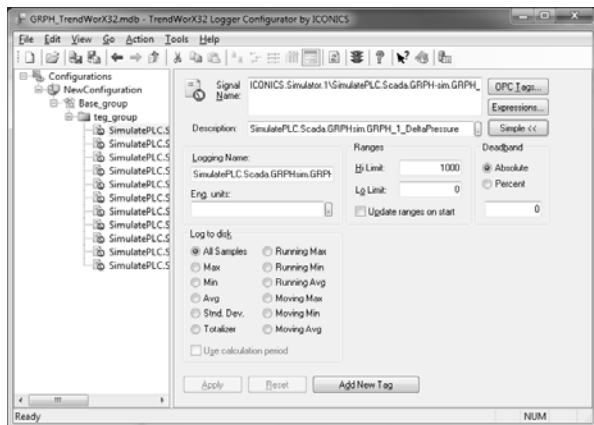 GRPH_TrendWorX32.mdb - TrendWorX32 Logger Configurator by ICONICS
File Edit View Go Action Tools Help
Configurations
NewConfiguration
Base_group
teg_group
SimulatePLC.S
SimulatePLC.S
SimulatePLC.S
SimulatePLC.S
SimulatePLC.S
SimulatePLC.S
SimulatePLC.S
SimulatePLC.S
SimulatePLC.S
SimulatePLC.S
SimulatePLC.S
Signal Name: ICONICS.Simulator.1\SimulatePLC.Scada.GRPH-sim.GRPH_
OPC Tags...
Expressions...
Description: SimulatePLC.Scada.GRPHsim.GRPH_1_DeltaPressure
Simple <<
Logging Name:
SimulatePLC.Scada.GRPHsim.GRPH
Eng. units:
Ranges
Hi Limit: 1000
Lo Limit: 0
Update ranges on start
Deadband
Absolute
Percent
0
Log to disk
All Samples Running Max
Max Running Min
Min Running Avg
Avg Moving Max
Stnd. Dev. Moving Min
Totalizer Moving Avg
Use calculation period
Apply Reset Add New Tag
Ready NUM